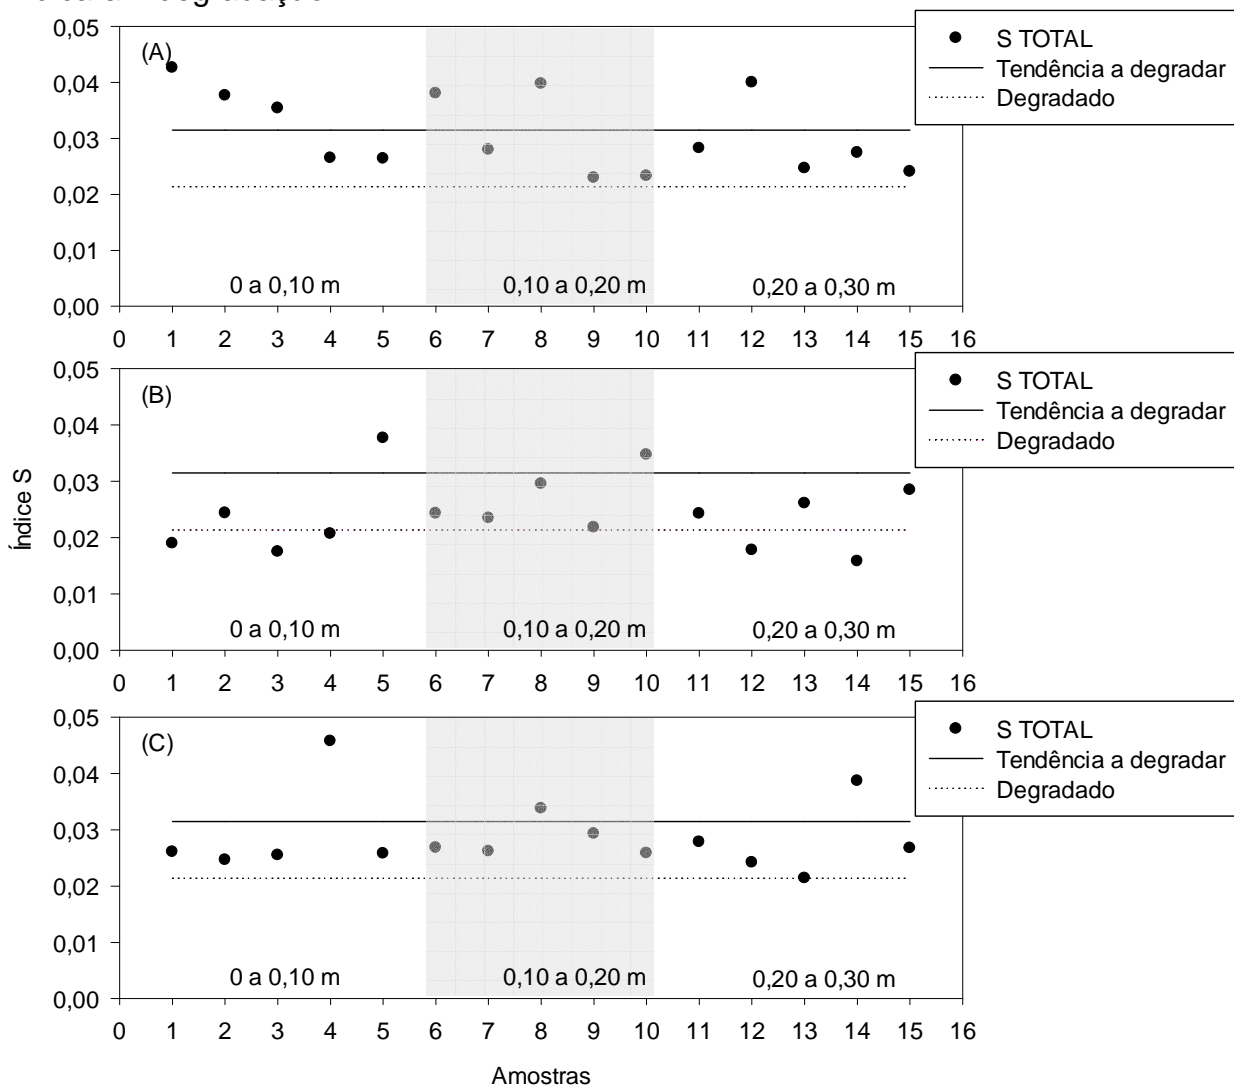 0,05
(A)
S TOTAL
Tendência a degradar
Degradado
0,04
0,03
0,02
0,01
0 a 0,10 m 0,10 a 0,20 m 0,20 a 0,30 m
0,00
0 1 2 3 4 5 6 7 8 9 10 11 12 13 14 15 16
0,05
(B)
S TOTAL
Tendência a degradar
Degradado
0,04
0,03
Índice S
0,02
0,01
0 a 0,10 m 0,10 a 0,20 m 0,20 a 0,30 m
0,00
0 1 2 3 4 5 6 7 8 9 10 11 12 13 14 15 16
0,05
(C)
S TOTAL
Tendência a degradar
Degradado
0,04
0,03
0,02
0,01
0 a 0,10 m 0,10 a 0,20 m 0,20 a 0,30 m
0,00
0 1 2 3 4 5 6 7 8 9 10 11 12 13 14 15 16
Amostras